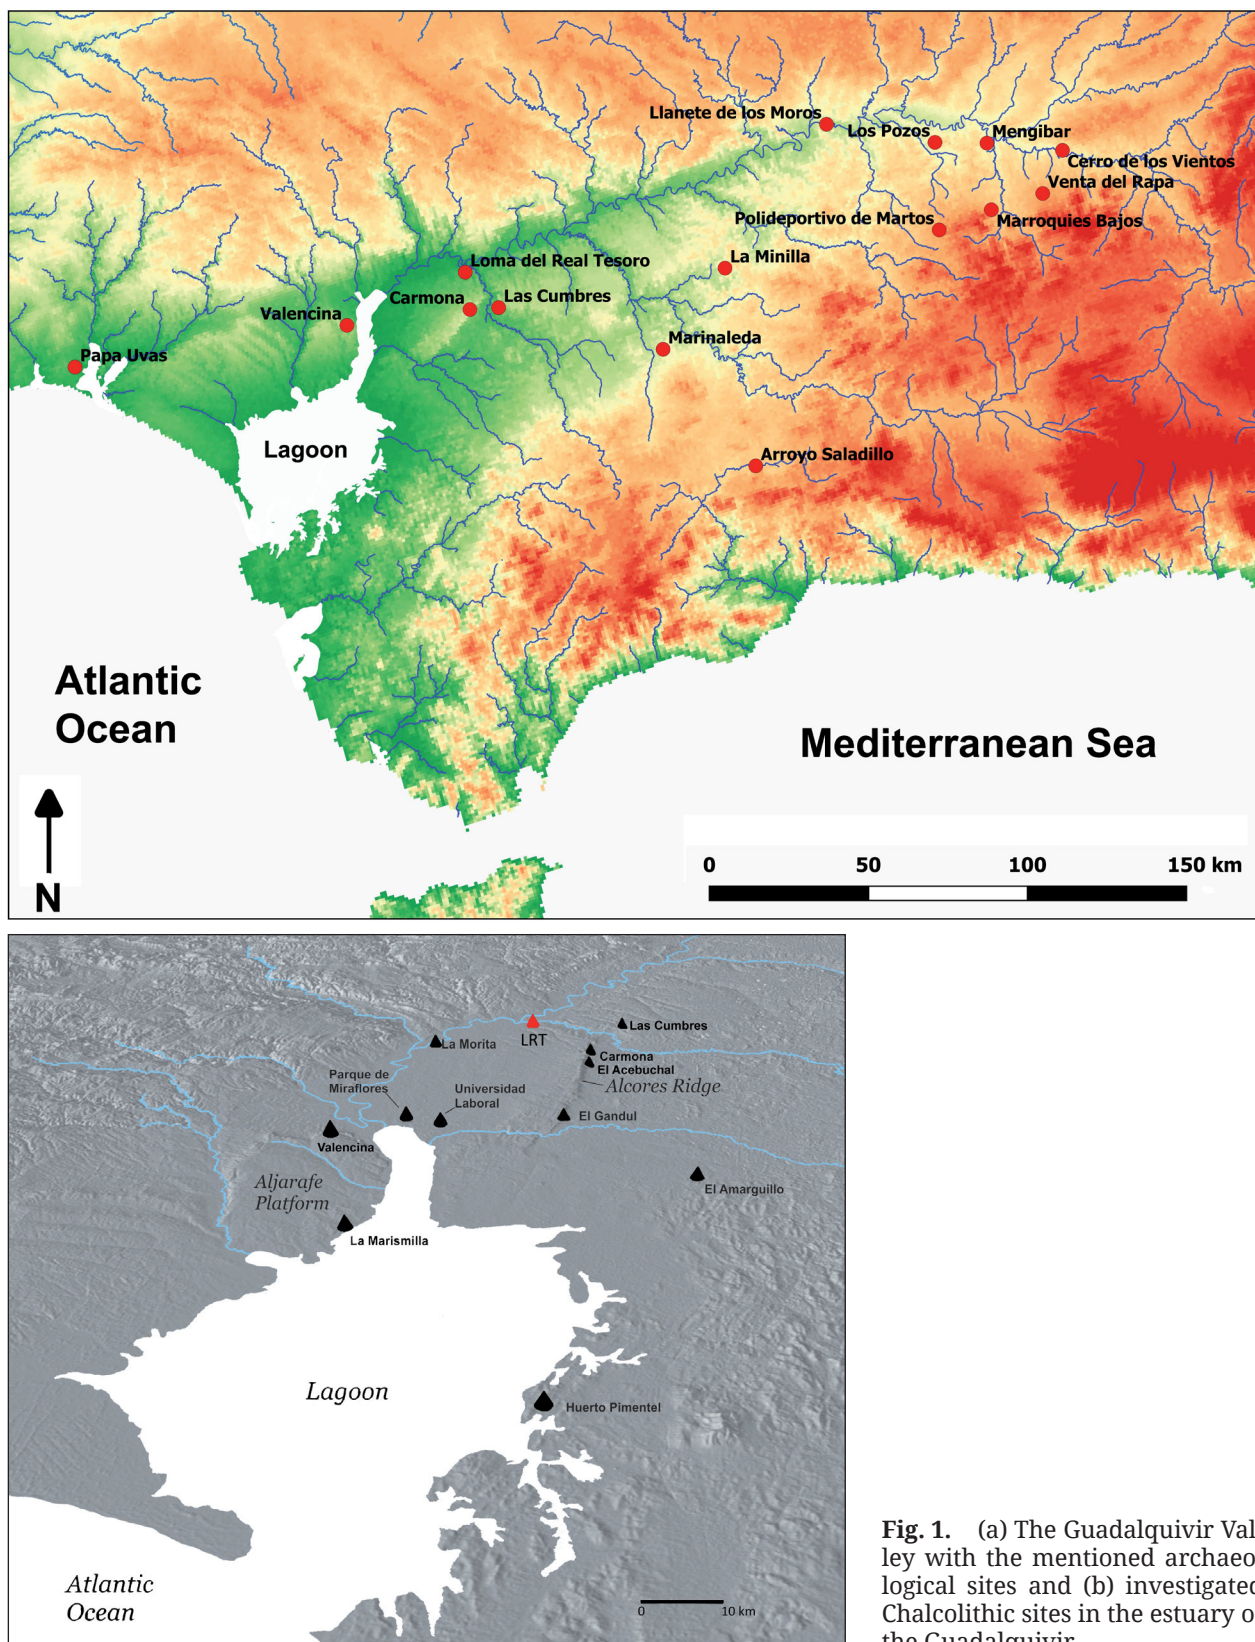 Llanete de los Moros
Los Pozos
Mengibar
Cerro de los Vientos
Venta del Rapa
Polideportivo de Martos
Marroquies Bajos
La Minilla
Loma del Real Tesoro
Carmona
Las Cumbres
Valencina
Marinaleda
Papa Uvas
Lagoon
Arroyo Saladillo
Atlantic
Ocean
Mediterranean Sea
N
0 50 100 150 km
Las Cumbres
LRT
La Morita
Carmona
El Acebuchal
Alcores Ridge
Parque de
Miraflores
Universidad
Laboral
El Gandul
Valencina
Aljarafe
Platform
El Amarguillo
La Marismilla
Lagoon
Huerto Pimentel
Atlantic
Ocean
0 10 km
Fig. 1. (a) The Guadalquivir Val
ley with the mentioned archaeo
logical sites and (b) investigated
Chalcolithic sites in the estuary o
the Guadalquivir